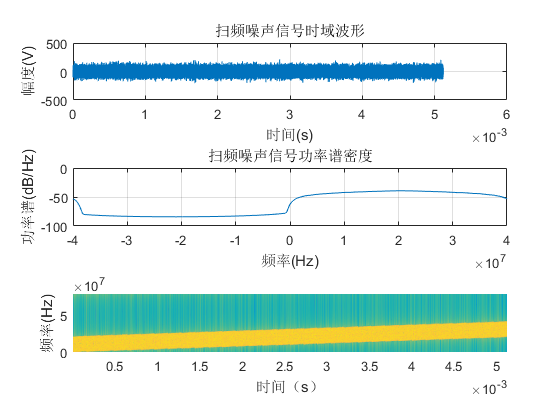 扫频噪声信号时域波形
幅度(V)
500
0
-500
0 1 2 3 4 5 6
时间(s)
×10⁻³
扫频噪声信号功率谱密度
功率谱(dB/Hz)
0
-50
-100
-4 -3 -2 -1 0 1 2 3 4
频率(Hz)
×10⁷
×10⁷
频率(Hz)
5
0
0.5 1 1.5 2 2.5 3 3.5 4 4.5 5
时间（s）
×10⁻³